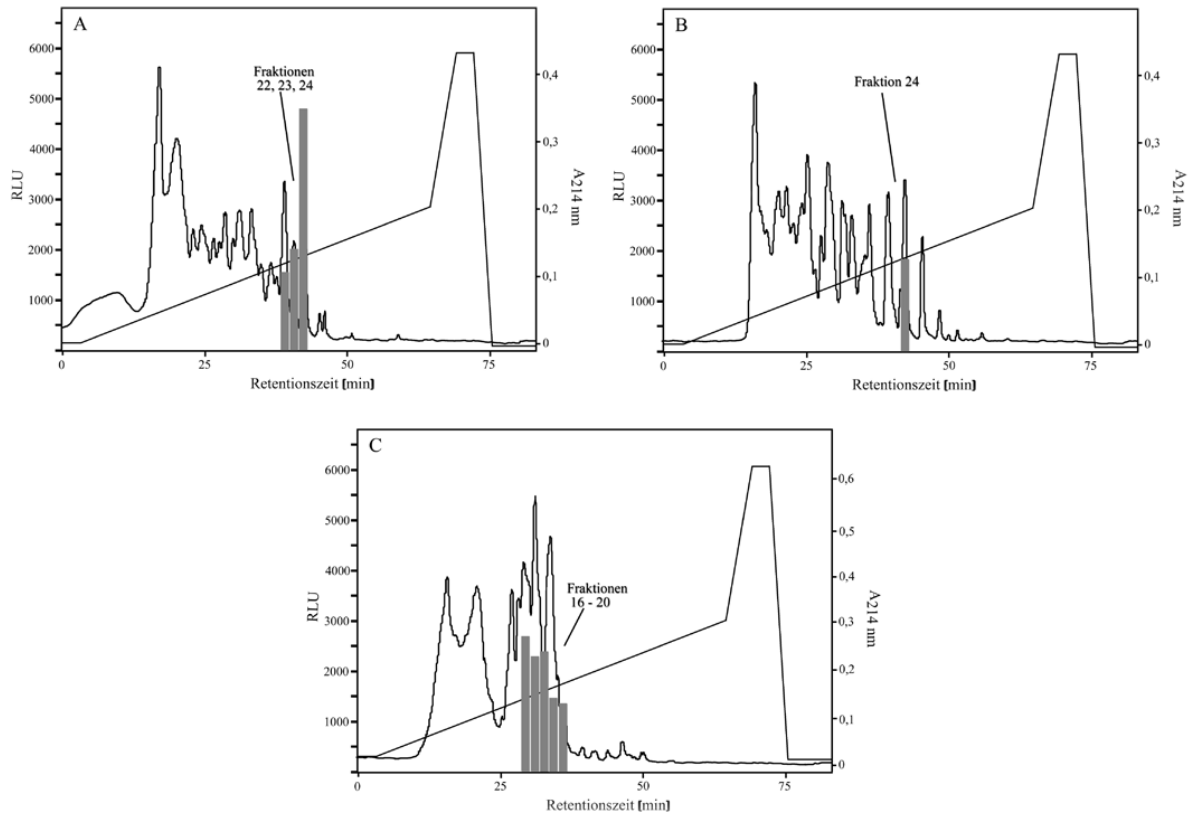 A
6000
5000
4000
3000
2000
1000
RLU
Fraktionen
22, 23, 24
0,4
0,3
0,2
0,1
0
A214 nm
0
25
50
75
Retentionszeit [min]
B
6000
5000
4000
3000
2000
1000
RLU
Fraktion 24
0,4
0,3
0,2
0,1
0
A214 nm
0
25
50
75
Retentionszeit [min]
C
6000
5000
4000
3000
2000
1000
RLU
Fraktionen
16 - 20
0,6
0,5
0,4
0,3
0,2
0,1
0
A214 nm
0
25
50
75
Retentionszeit [min]